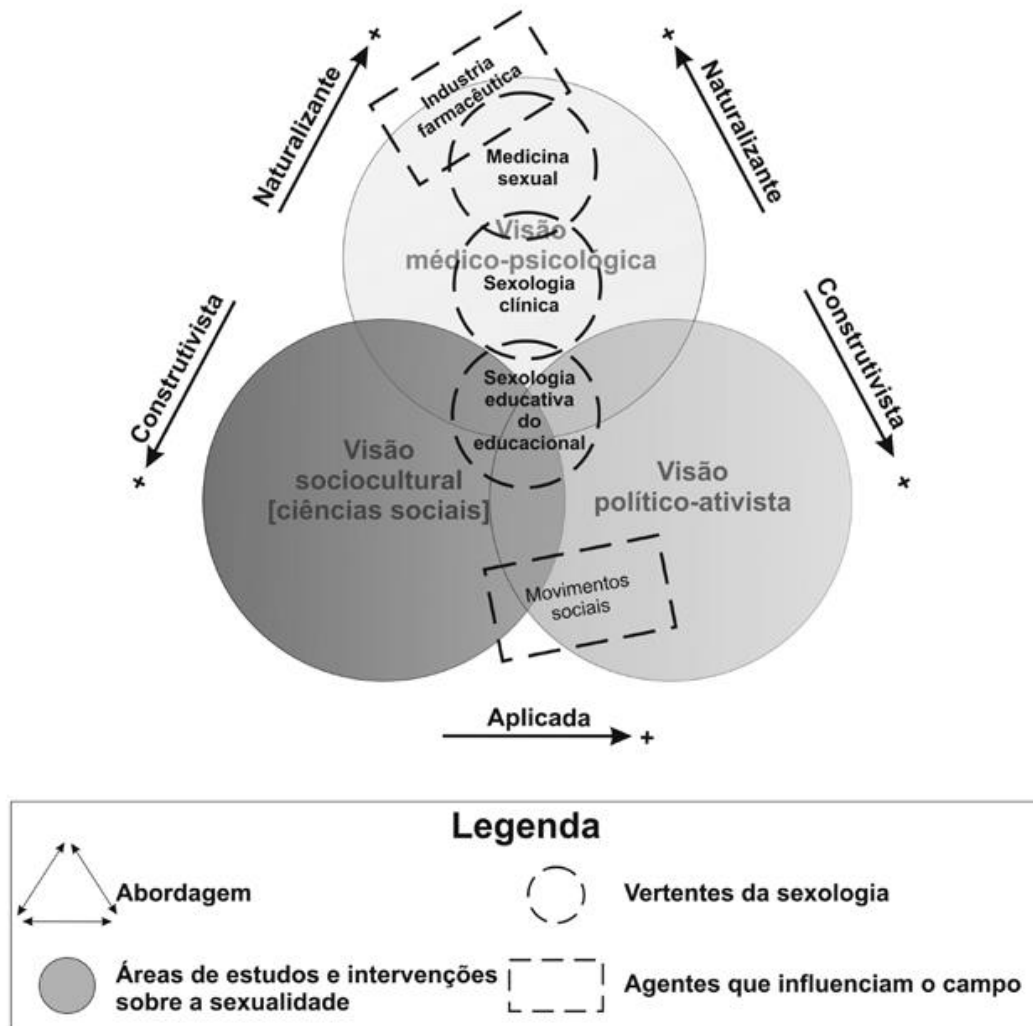 +
+
Naturalizante
Naturalizante
Industria
farmacêutica
Medicina
sexual
Visão
médico-psicológica
Sexologia
clínica
Construtivista
Construtivista
+
+
Sexologia
educativa
do
educacional
Visão
sociocultural
[ciências sociais]
Visão
político-ativista
Movimentos
sociais
Aplicada
+
Legenda
Abordagem
Vertentes da sexologia
Áreas de estudos e intervenções
sobre a sexualidade
Agentes que influenciam o campo